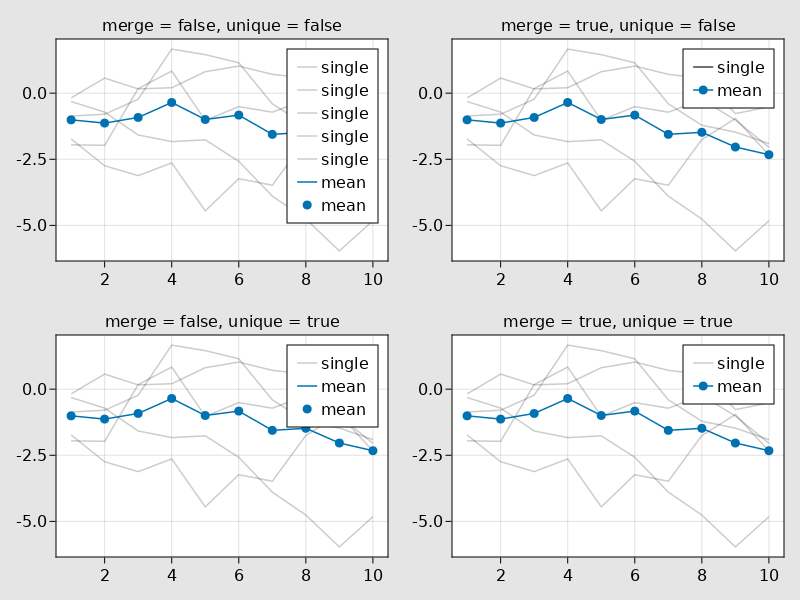 merge = false, unique = false
single
single
single
single
single
mean
mean
0.0
-2.5
-5.0
2
4
6
8
10
merge = true, unique = false
single
mean
0.0
-2.5
-5.0
2
4
6
8
10
merge = false, unique = true
single
mean
mean
0.0
-2.5
-5.0
2
4
6
8
10
merge = true, unique = true
single
mean
0.0
-2.5
-5.0
2
4
6
8
10